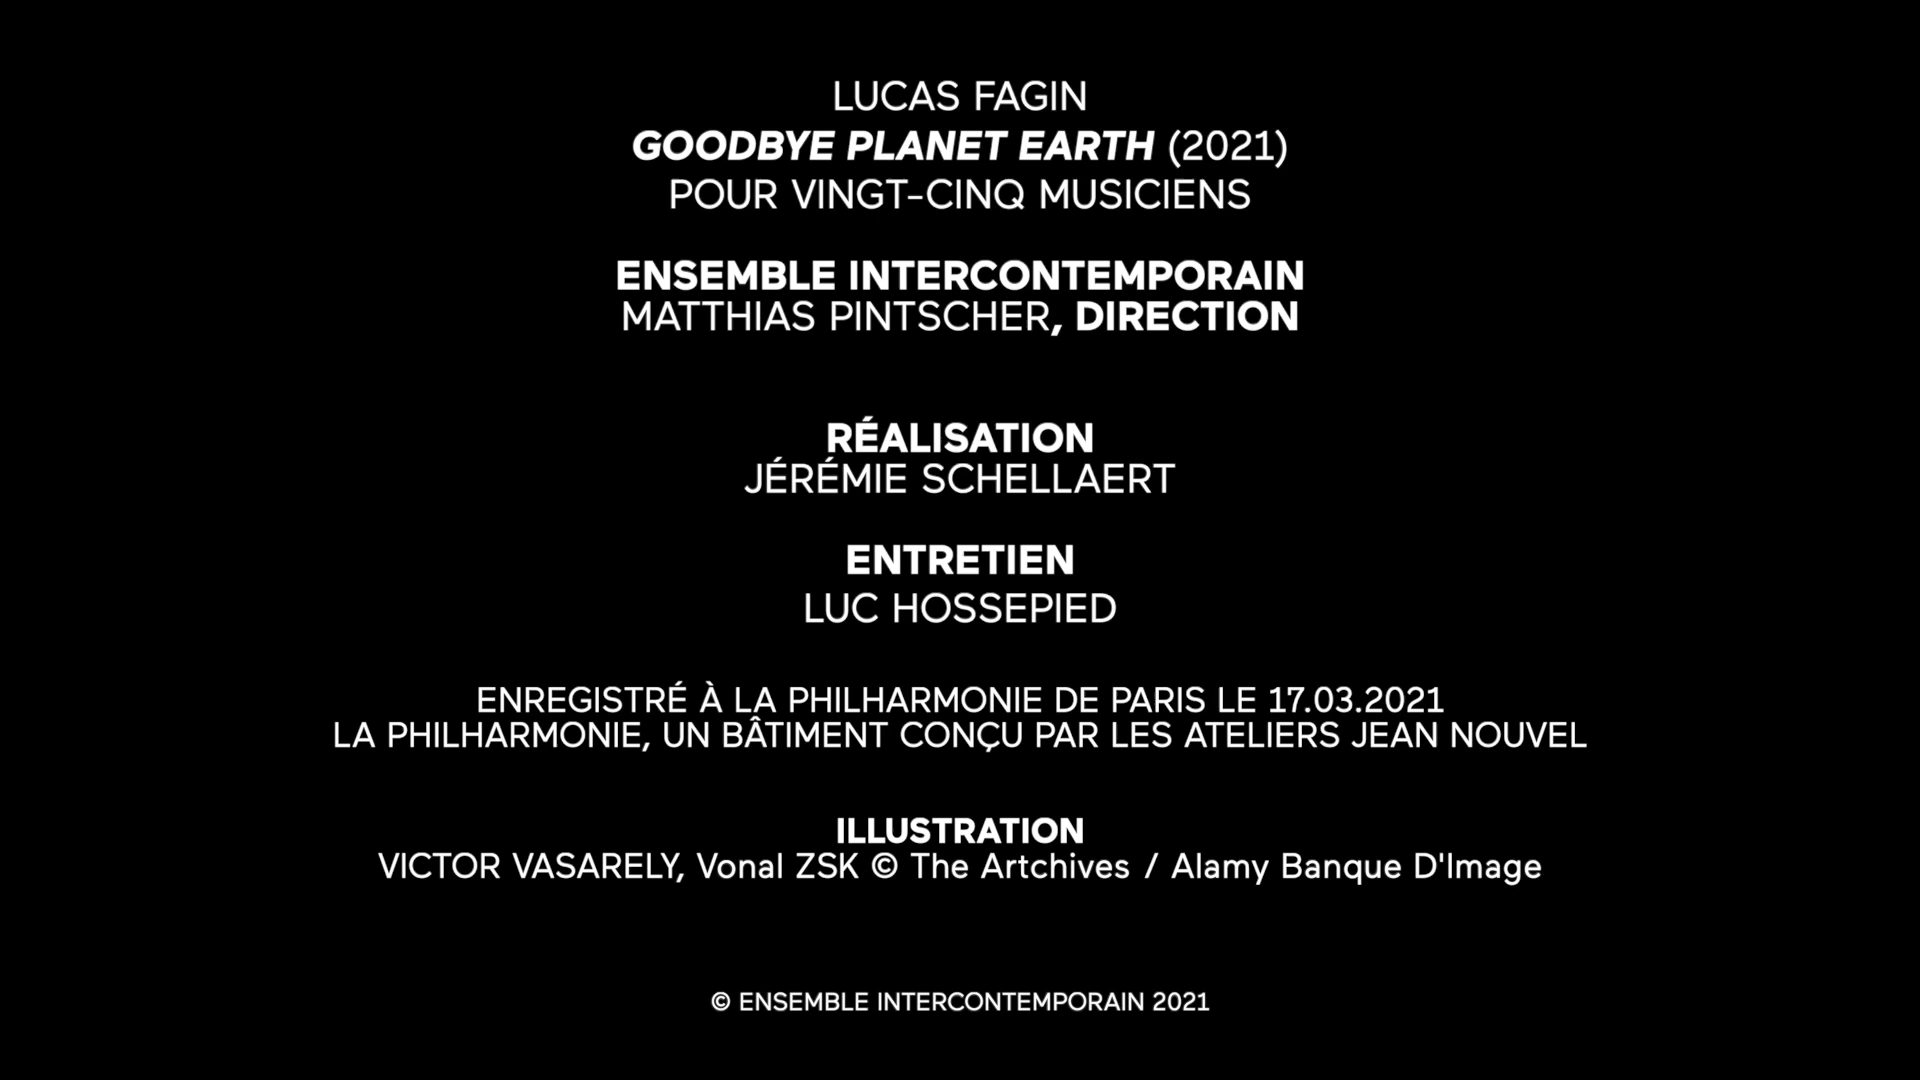 LUCAS FAGIN
GOODBYE PLANET EARTH (2021)
POUR VINGT-CINQ MUSICIENS
ENSEMBLE INTERCONTEMPORAIN
MATTHIAS PINTSCHER, DIRECTION
RÉALISATION
JÉRÉMIE SCHELLAERT
ENTRETIEN
LUC HOSSEPIED
ENREGISTRÉ À LA PHILHARMONIE DE PARIS LE 17.03.2021
LA PHILHARMONIE, UN BÂTIMENT CONÇU PAR LES ATELIERS JEAN NOUVEL
ILLUSTRATION
VICTOR VASARELY, Vonal ZSK © The Artchives / Alamy Banque D'Image
© ENSEMBLE INTERCONTEMPORAIN 2021